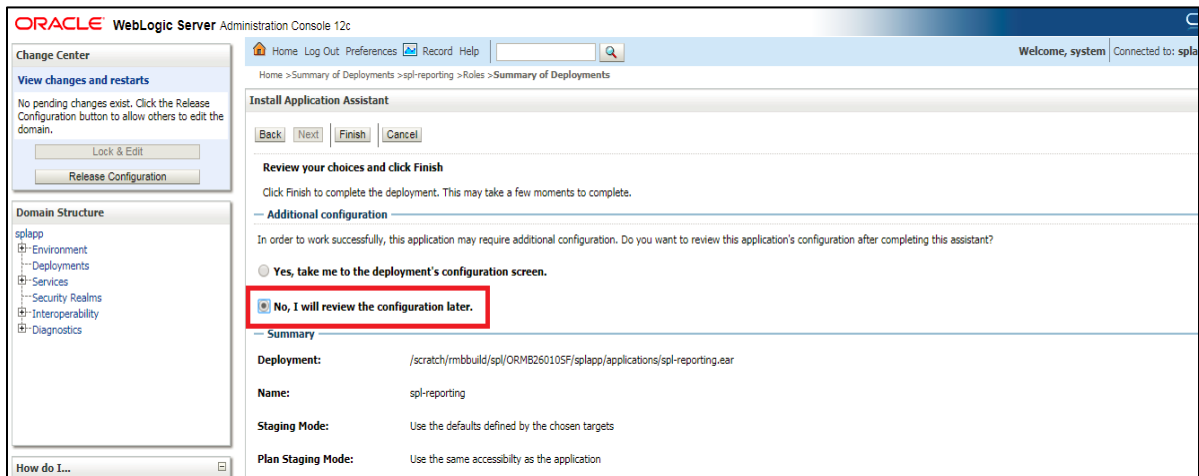 ORACLE WebLogic Server Administration Console 12c
Change Center
View changes and restarts
No pending changes exist. Click the Release
Configuration button to allow others to edit the
domain.
Lock & Edit
Release Configuration
Domain Structure
splapp
Environment
Deployments
Services
Security Realms
Interoperability
Diagnostics
How do I...
Home Log Out Preferences Record Help
Welcome, system Connected to: spla
Home >Summary of Deployments >spl-reporting >Roles >Summary of Deployments
Install Application Assistant
Back Next Finish Cancel
Review your choices and click Finish
Click Finish to complete the deployment. This may take a few moments to complete.
Additional configuration
In order to work successfully, this application may require additional configuration. Do you want to review this application's configuration after completing this assistant?
Yes, take me to the deployment's configuration screen.
No, I will review the configuration later.
Summary
Deployment: /scratch/rmbbuild/spl/ORMB26010SF/splapp/applications/spl-reporting.ear
Name: spl-reporting
Staging Mode: Use the defaults defined by the chosen targets
Plan Staging Mode: Use the same accessibilty as the application